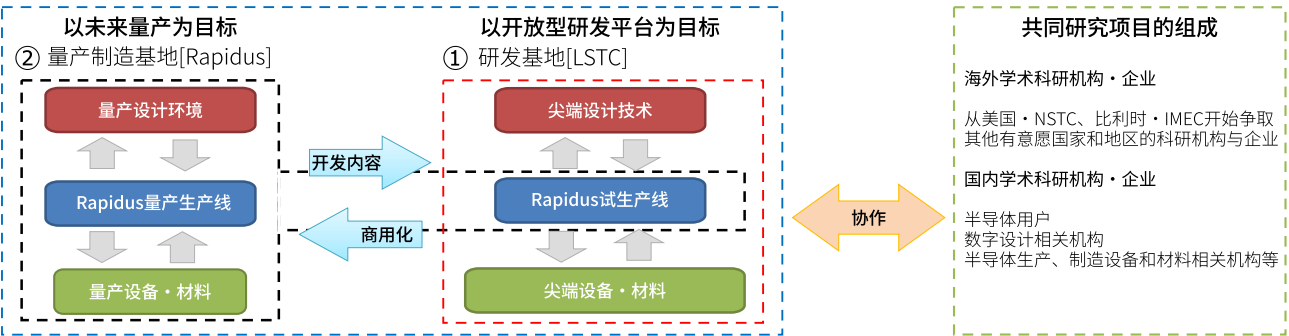 以未来量产为目标
② 量产制造基地[Rapidus]
量产设计环境
Rapidus量产生产线
量产设备・材料
开发内容
商用化
以开放型研发平台为目标
① 研发基地[LSTC]
尖端设计技术
Rapidus试生产线
尖端设备・材料
协作
共同研究项目的组成
海外学术科研机构・企业
从美国・NSTC、比利时・IMEC开始争取
其他有意愿国家和地区的科研机构与企业
国内学术科研机构・企业
半导体用户
数字设计相关机构
半导体生产、制造设备和材料相关机构等